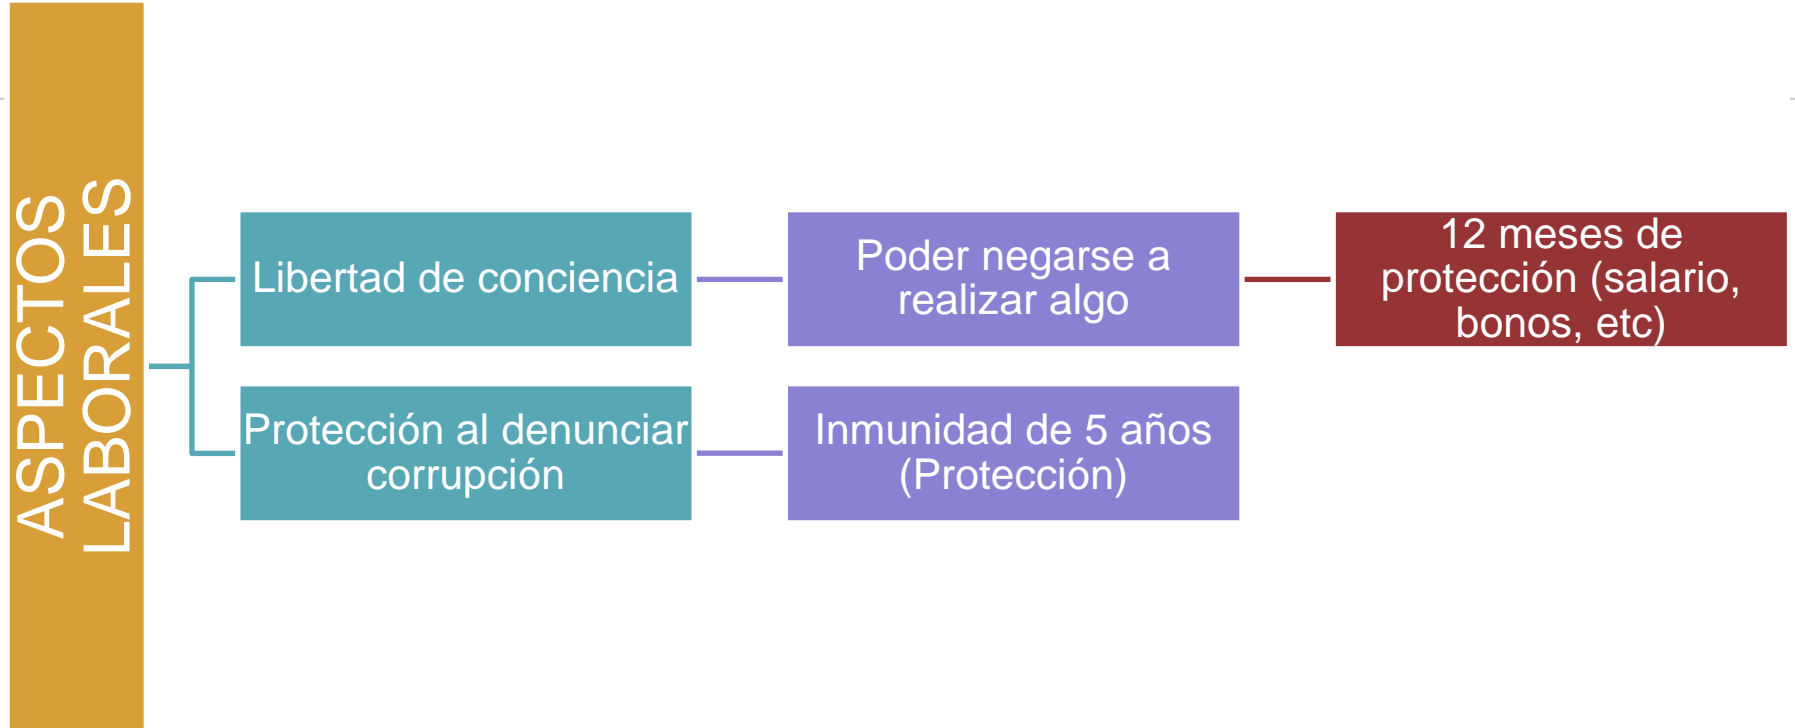 ASPECTOS
LABORALES
Libertad de conciencia
Poder negarse a
realizar algo
12 meses de
protección (salario,
bonos, etc)
Protección al denunciar
corrupción
Inmunidad de 5 años
(Protección)